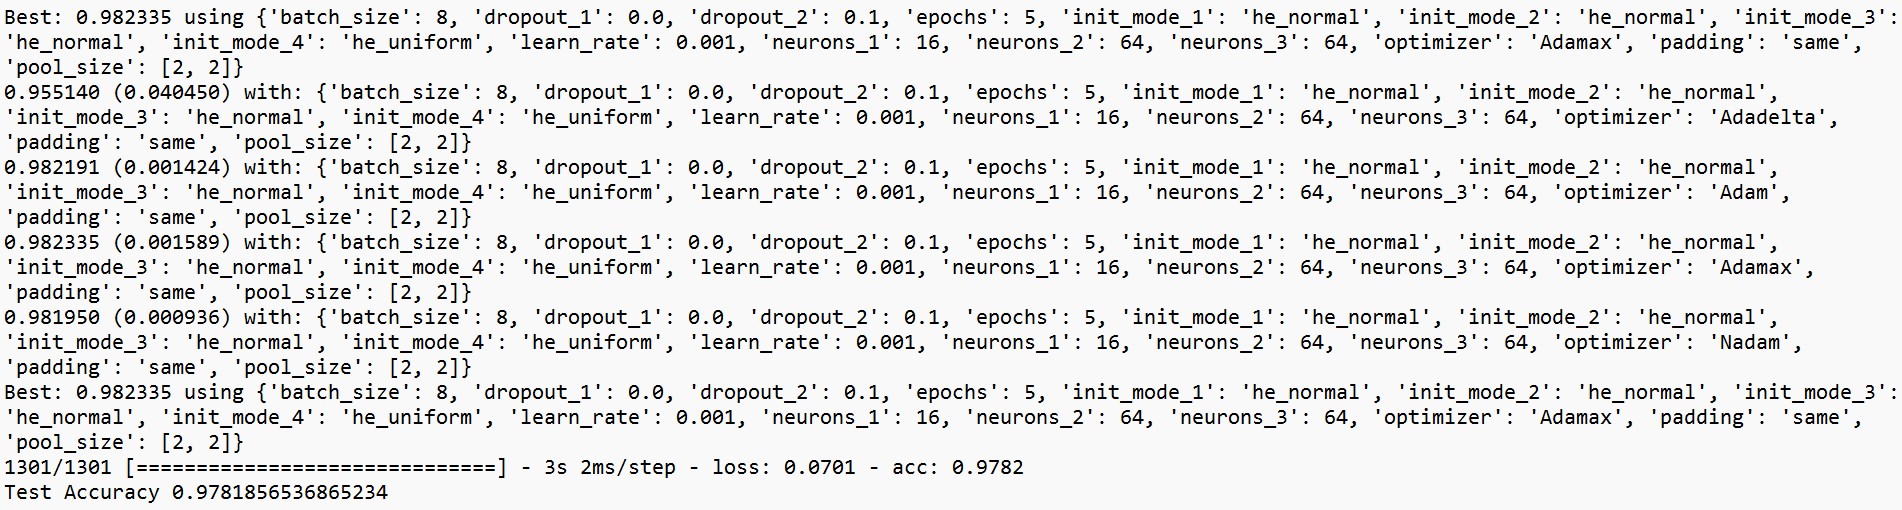 Best: 0.982335 using {'batch_size': 8, 'dropout_1': 0.0, 'dropout_2': 0.1, 'epochs': 5, 'init_mode_1': 'he_normal', 'init_mode_2': 'he_normal', 'init_mode_3':
'he_normal', 'init_mode_4': 'he_uniform', 'learn_rate': 0.001, 'neurons_1': 16, 'neurons_2': 64, 'neurons_3': 64, 'optimizer': 'Adamax', 'padding': 'same',
'pool_size': [2, 2]}
0.955140 (0.040450) with: {'batch_size': 8, 'dropout_1': 0.0, 'dropout_2': 0.1, 'epochs': 5, 'init_mode_1': 'he_normal', 'init_mode_2': 'he_normal',
'init_mode_3': 'he_normal', 'init_mode_4': 'he_uniform', 'learn_rate': 0.001, 'neurons_1': 16, 'neurons_2': 64, 'neurons_3': 64, 'optimizer': 'Adadelta',
'padding': 'same', 'pool_size': [2, 2]}
0.982191 (0.001424) with: {'batch_size': 8, 'dropout_1': 0.0, 'dropout_2': 0.1, 'epochs': 5, 'init_mode_1': 'he_normal', 'init_mode_2': 'he_normal',
'init_mode_3': 'he_normal', 'init_mode_4': 'he_uniform', 'learn_rate': 0.001, 'neurons_1': 16, 'neurons_2': 64, 'neurons_3': 64, 'optimizer': 'Adam',
'padding': 'same', 'pool_size': [2, 2]}
0.982335 (0.001589) with: {'batch_size': 8, 'dropout_1': 0.0, 'dropout_2': 0.1, 'epochs': 5, 'init_mode_1': 'he_normal', 'init_mode_2': 'he_normal',
'init_mode_3': 'he_normal', 'init_mode_4': 'he_uniform', 'learn_rate': 0.001, 'neurons_1': 16, 'neurons_2': 64, 'neurons_3': 64, 'optimizer': 'Adamax',
'padding': 'same', 'pool_size': [2, 2]}
0.981950 (0.000936) with: {'batch_size': 8, 'dropout_1': 0.0, 'dropout_2': 0.1, 'epochs': 5, 'init_mode_1': 'he_normal', 'init_mode_2': 'he_normal',
'init_mode_3': 'he_normal', 'init_mode_4': 'he_uniform', 'learn_rate': 0.001, 'neurons_1': 16, 'neurons_2': 64, 'neurons_3': 64, 'optimizer': 'Nadam',
'padding': 'same', 'pool_size': [2, 2]}
Best: 0.982335 using {'batch_size': 8, 'dropout_1': 0.0, 'dropout_2': 0.1, 'epochs': 5, 'init_mode_1': 'he_normal', 'init_mode_2': 'he_normal', 'init_mode_3':
'he_normal', 'init_mode_4': 'he_uniform', 'learn_rate': 0.001, 'neurons_1': 16, 'neurons_2': 64, 'neurons_3': 64, 'optimizer': 'Adamax', 'padding': 'same',
'pool_size': [2, 2]}
1301/1301 [==============================] - 3s 2ms/step - loss: 0.0701 - acc: 0.9782
Test Accuracy 0.9781856536865234